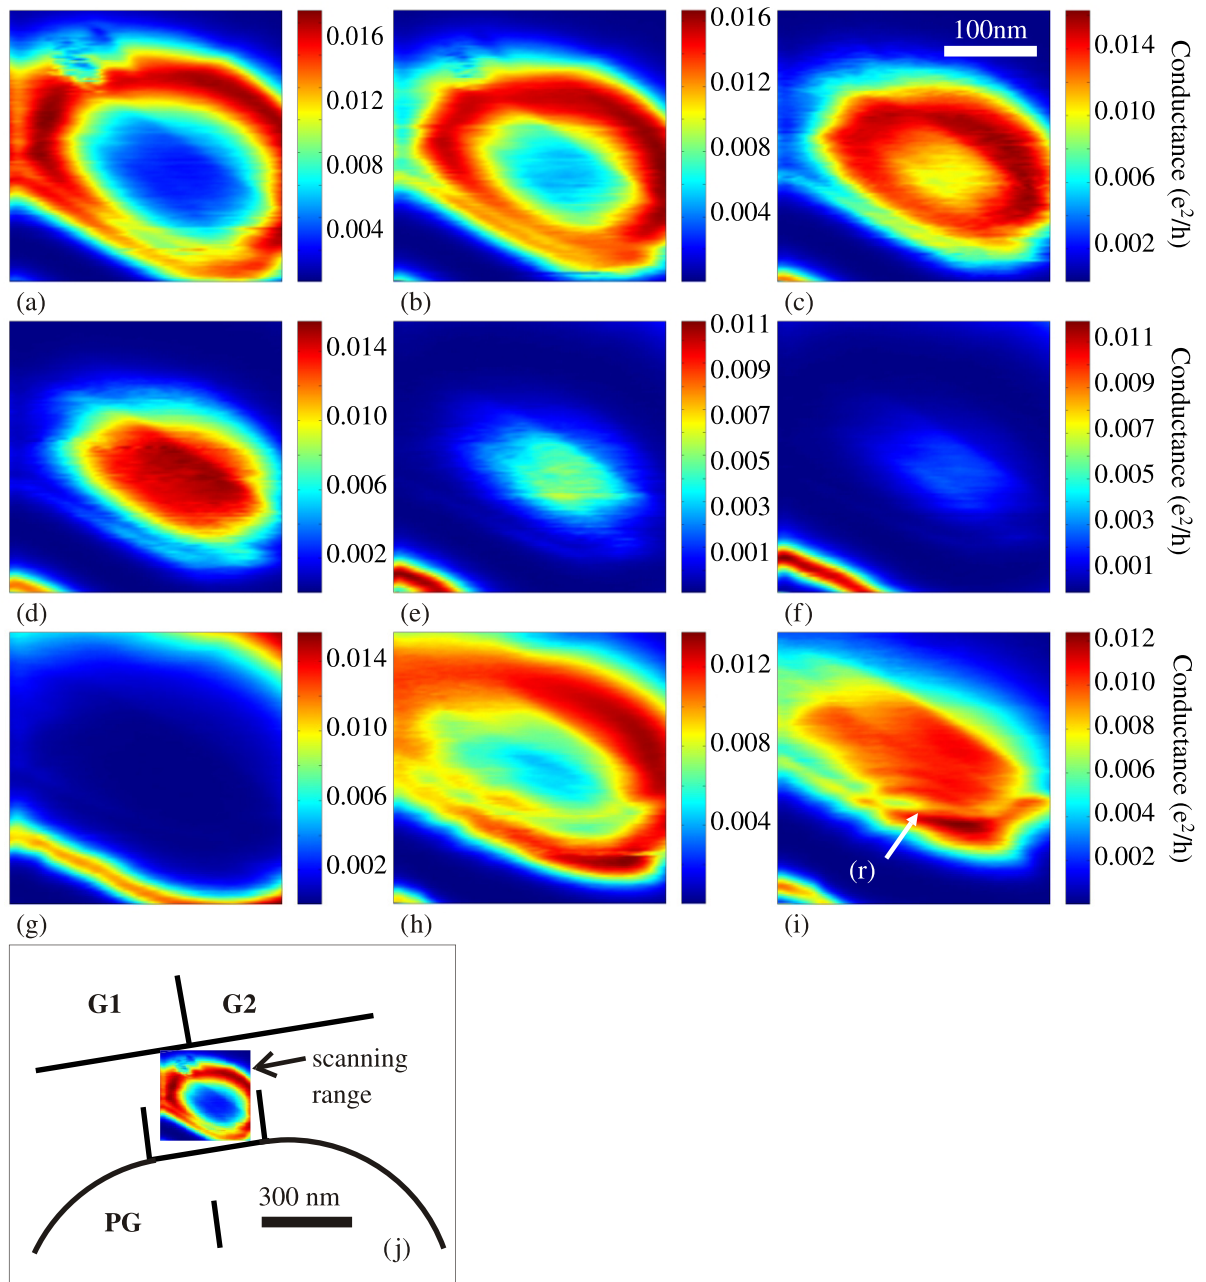 0.016
0.012
0.008
0.004
(a)
0.016
0.012
0.008
0.004
(b)
100nm
0.014
0.010
0.006
0.002
Conductance (e²/h)
(c)
0.014
0.010
0.006
0.002
(d)
0.011
0.009
0.007
0.005
0.003
0.001
(e)
0.011
0.009
0.007
0.005
0.003
0.001
Conductance (e²/h)
(f)
0.014
0.010
0.006
0.002
(g)
0.012
0.008
0.004
(h)
(r)
0.012
0.010
0.008
0.006
0.004
0.002
Conductance (e²/h)
(i)
G1
G2
scanning
range
300 nm
PG
(j)